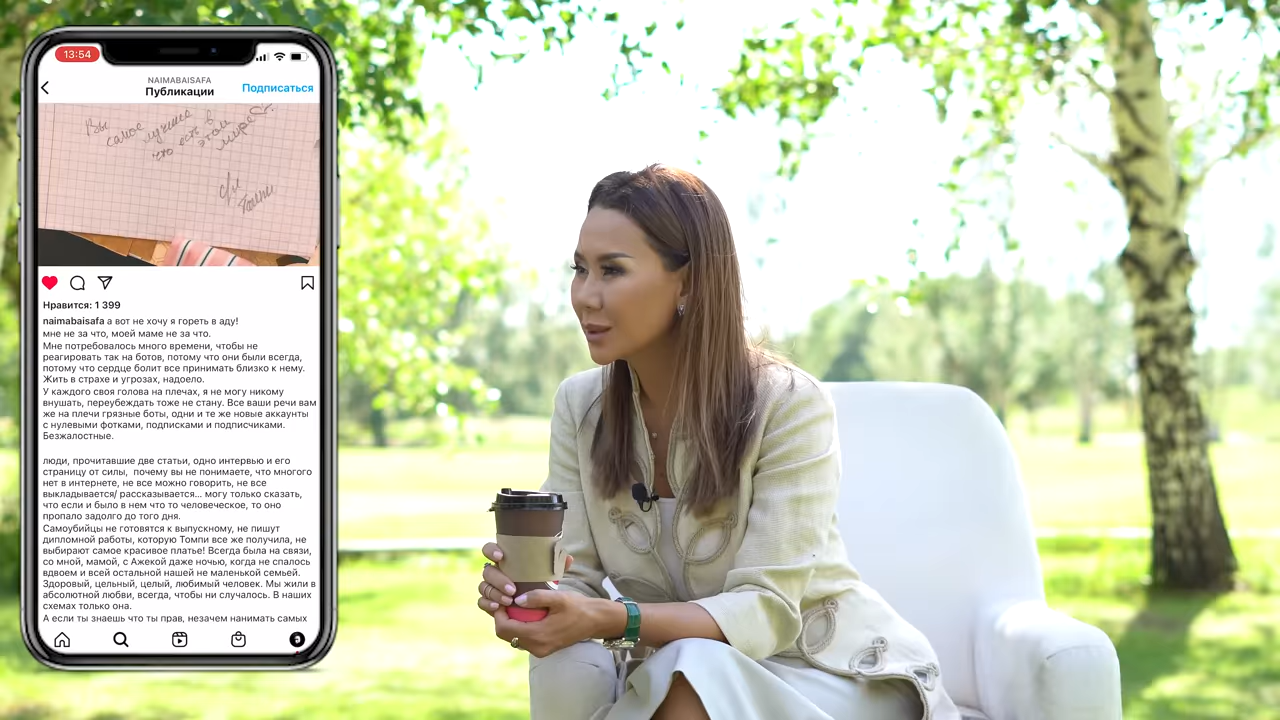 13:54
NAIMABAISAFA
Публикации
Подписаться
Вы
самое лучшее
что есть в
этом
мире
Томпи
Нравится: 1 399
naimabaisafa а вот не хочу я гореть в аду!
мне не за что, моей маме не за что.
Мне потребовалось много времени, чтобы не
реагировать так на ботов, потому что они были всегда,
потому что сердце болит все принимать близко к нему.
Жить в страхе и угрозах, надоело.
У каждого своя голова на плечах, я не могу никому
внушать, переубеждать тоже не стану. Все ваши речи вам
же на плечи грязные боты, одни и те же новые аккаунты
с нулевыми фотками, подписками и подписчиками.
Безжалостные.
люди, прочитавшие две статьи, одно интервью и его
страницу от силы, почему вы не понимаете, что многого
нет в интернете, не все можно говорить, не все
выкладывается/ рассказывается... могу только сказать,
что если и было в нем что то человеческое, то оно
пропало задолго до того дня.
Самоубийцы не готовятся к выпускному, не пишут
дипломной работы, которую Томпи все же получила, не
выбирают самое красивое платье! Всегда была на связи,
со мной, мамой, с Ажекой даже ночью, когда не спалось
вдвоем и всей остальной нашей не маленькой семьей.
Здоровый, цельный, целый, любимый человек. Мы жили в
абсолютной любви, всегда, чтобы ни случалось. В наших
схемах только она.
А если ты знаешь что ты прав, незачем нанимать самых